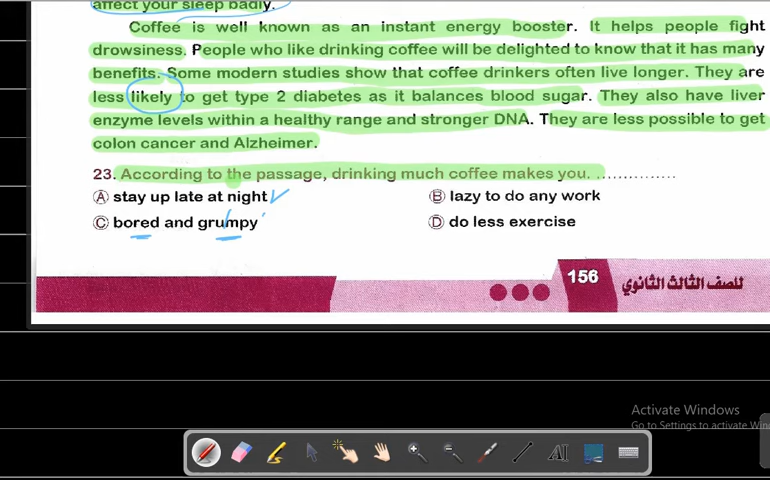 affect your sleep badly.
Coffee is well known as an instant energy booster. It helps people fight
drowsiness. People who like drinking coffee will be delighted to know that it has many
benefits. Some modern studies show that coffee drinkers often live longer. They are
less likely to get type 2 diabetes as it balances blood sugar. They also have liver
enzyme levels within a healthy range and stronger DNA. They are less possible to get
colon cancer and Alzheimer.
23. According to the passage, drinking much coffee makes you. ...............
Ⓐ stay up late at night Ⓑ lazy to do any work
Ⓒ bored and grumpy Ⓓ do less exercise
156 للصف الثالث الثانوي
Activate Windows
Go to Settings to activate Win
AI